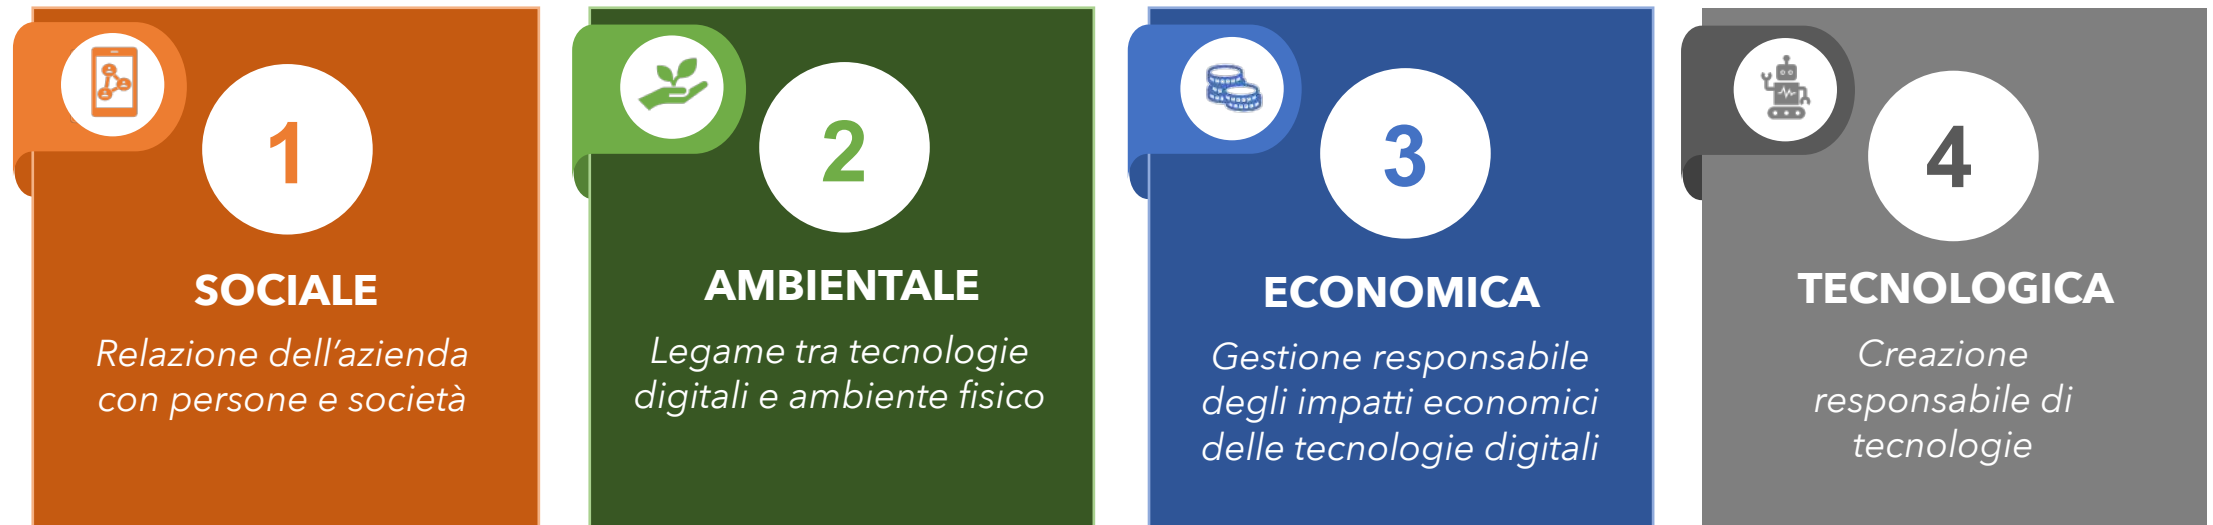 1
SOCIALE
Relazione dell’azienda
con persone e società
2
AMBIENTALE
Legame tra tecnologie
digitali e ambiente fisico
3
ECONOMICA
Gestione responsabile
degli impatti economici
delle tecnologie digitali
4
TECNOLOGICA
Creazione
responsabile di
tecnologie